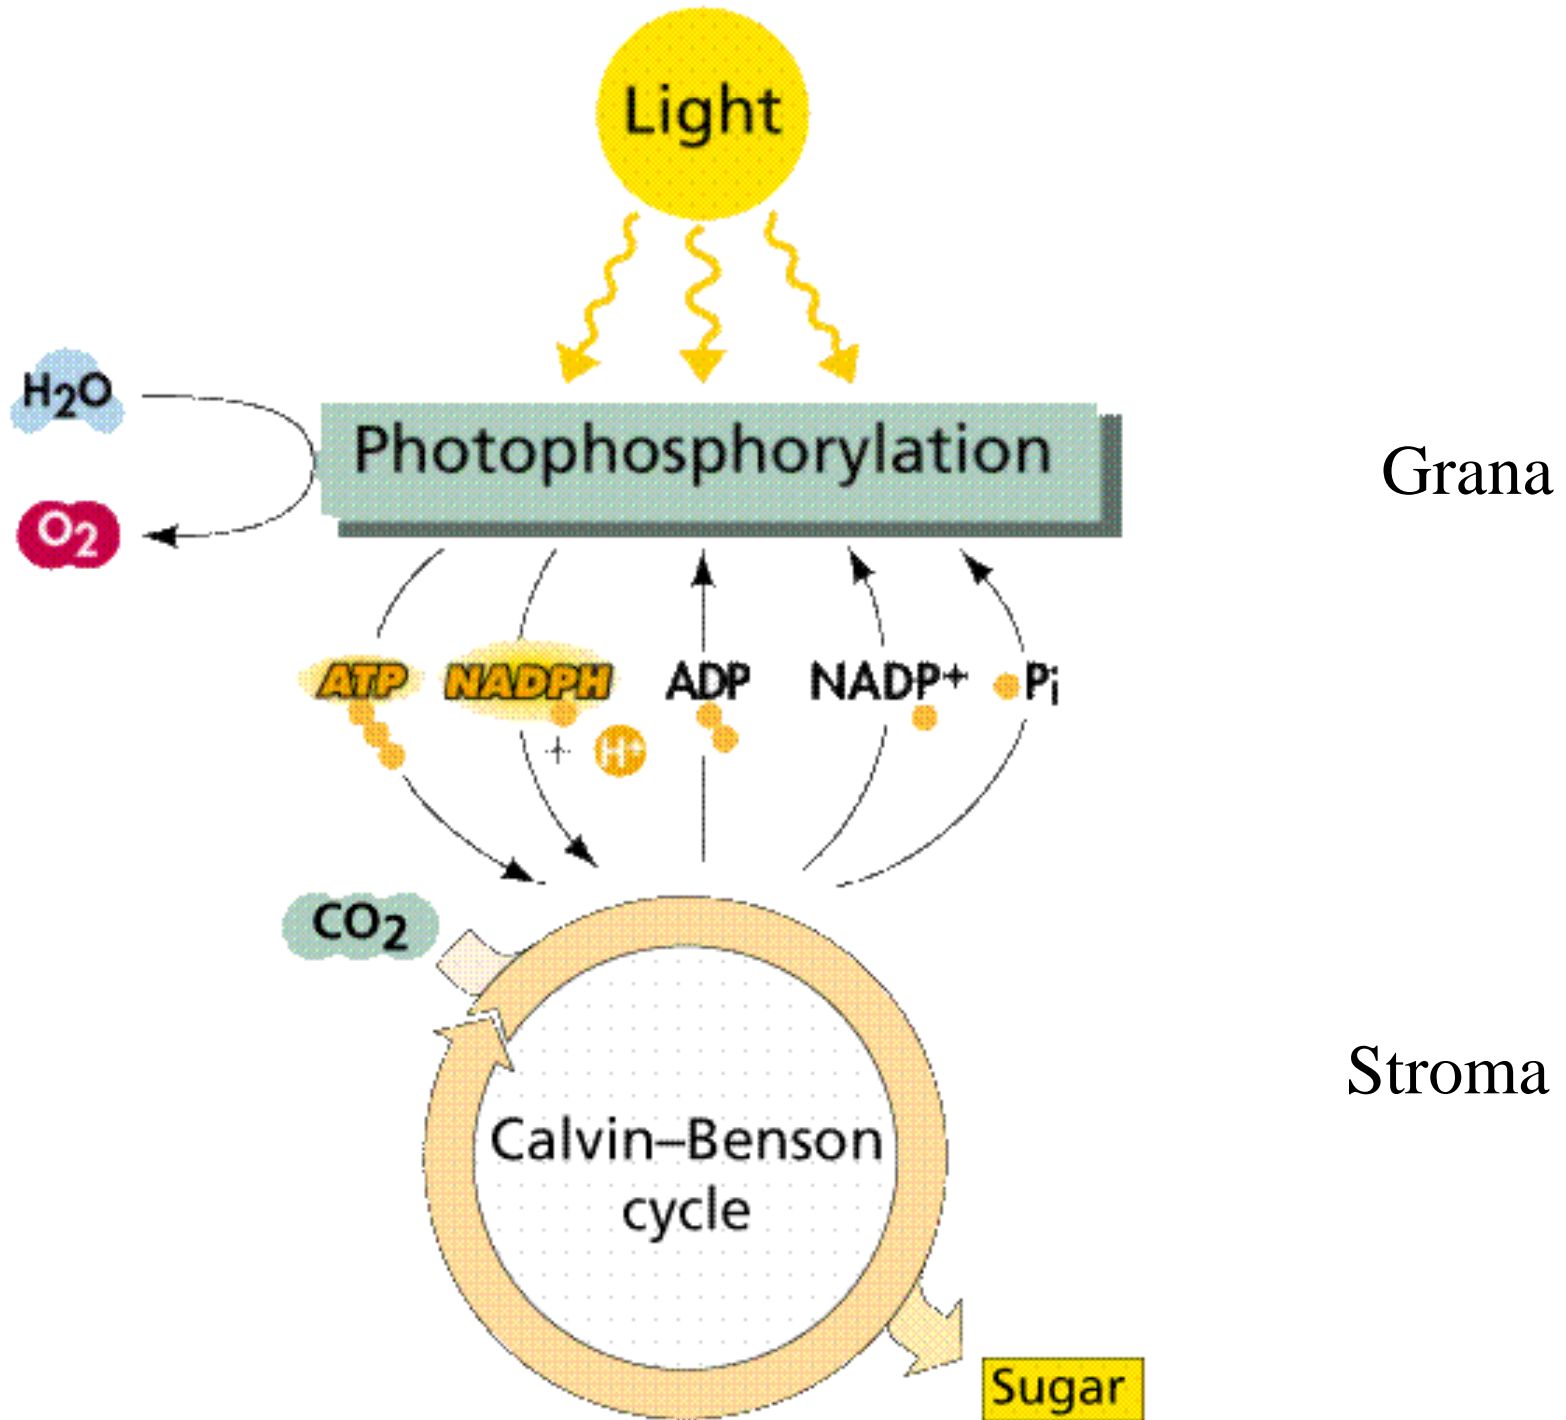 Light
H2O
Photophosphorylation
Grana
O2
ATP NADPH ADP NADP+ Pi
+ H+
CO2
Stroma
Calvin–Benson
cycle
Sugar